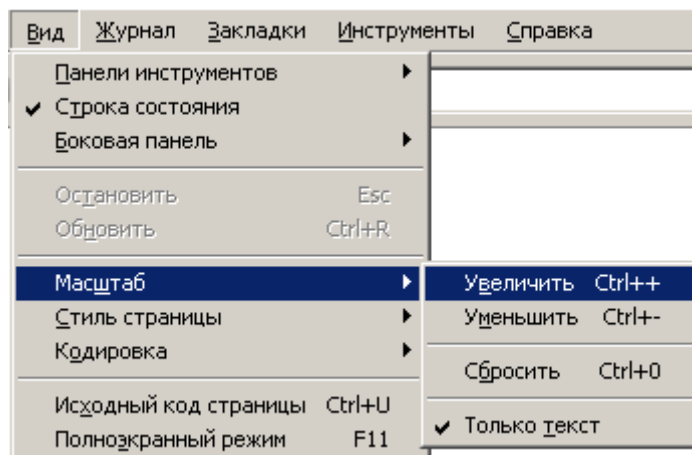 Вид Журнал Закладки Инструменты Справка
Панели инструментов
Строка состояния
Боковая панель
Остановить Esc
Обновить Ctrl+R
Масштаб
Увеличить Ctrl++
Стиль страницы
Уменьшить Ctrl+-
Кодировка
Сбросить Ctrl+0
Исходный код страницы Ctrl+U
Только текст
Полноэкранный режим F11